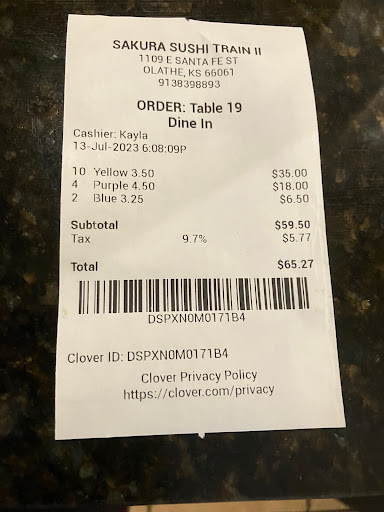 SAKURA SUSHI TRAIN II
1109 E SANTA FE ST
OLATHE, KS 66061
9138398893
ORDER: Table 19
Dine In
Cashier: Kayla
13-Jul-2023 6:08:09P
10 Yellow 3.50 $35.00
4 Purple 4.50 $18.00
2 Blue 3.25 $6.50
Subtotal $59.50
Tax 9.7% $5.77
Total $65.27
DSPXN0M0171B4
Clover ID: DSPXN0M0171B4
Clover Privacy Policy
https://clover.com/privacy